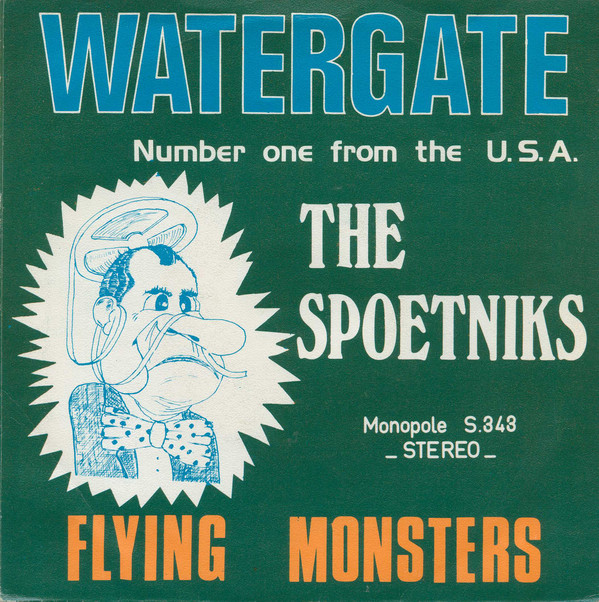 WATERGATE
Number one from the U.S.A.
THE
SPOETNIKS
Monopole S.343
_ STEREO _
FLYING MONSTERS